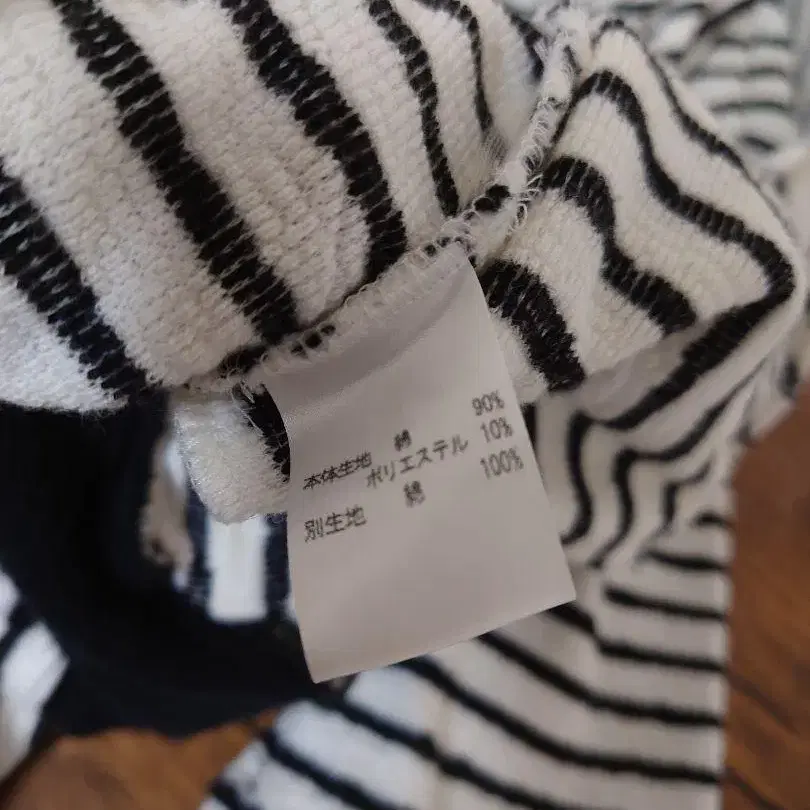 本体生地 綿 90%
ポリエステル 10%
別生地 綿 100%